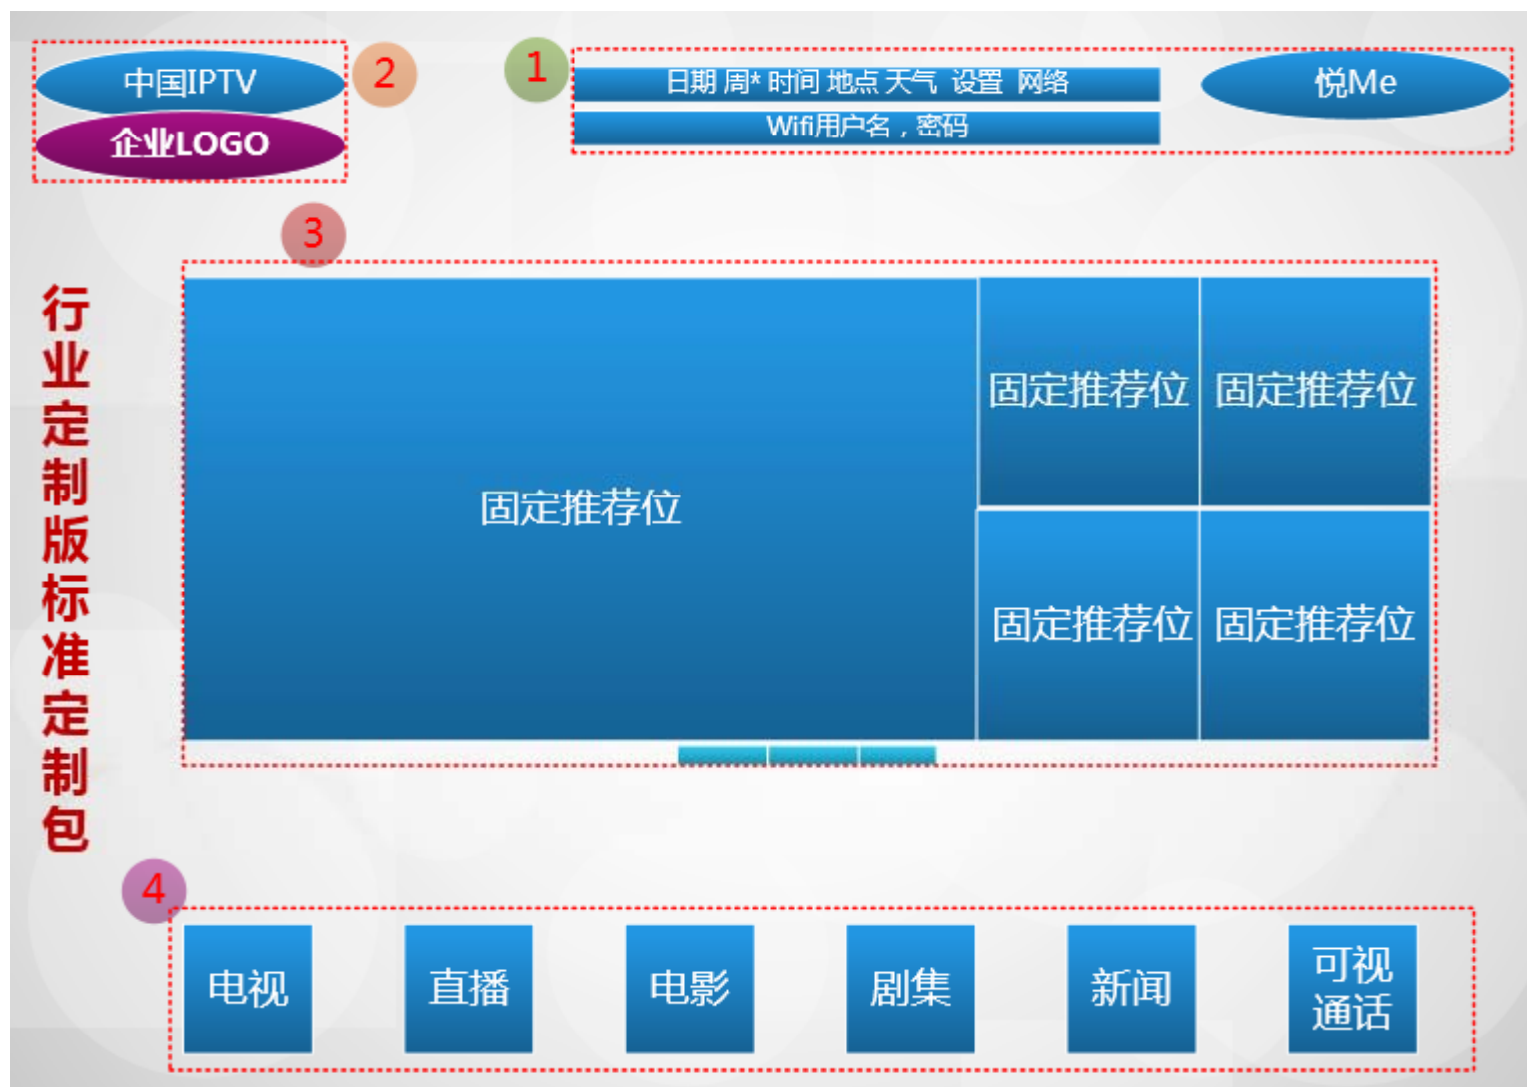 中国IPTV
企业LOGO
2
1
日期 周* 时间 地点 天气 设置 网络
Wifi用户名，密码
悦Me
3
行业定制版标准定制包
固定推荐位
固定推荐位
固定推荐位
固定推荐位
固定推荐位
4
电视
直播
电影
剧集
新闻
可视
通话